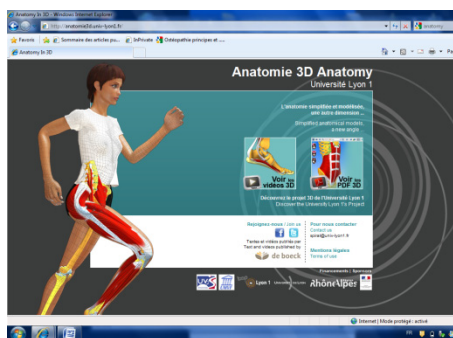 Anatomy In 3D - Windows Internet Explorer
http://anatomie3d.univ-lyon1.fr/
anatomy
Favoris
Sommaire des articles pu...
InPrivate
Ostéopathie principes et ....
Anatomy In 3D
Anatomie 3D Anatomy
Université Lyon 1
L'anatomie simplifiée et modélisée,
une autre dimension ...
Simplified anatomical models,
a new angle...
Voir les
vidéos 3D
Voir les
PDF 3D
Découvrez le projet 3D de l'Université Lyon 1
Discover the University Lyon 1's Project
Rejoignez-nous | Join us
Textes et vidéos publiés par
Text and videos published by
de boeck
Pour nous contacter
Contact us
Mentions légales
Terms of use
Financements | Sponsors
Lyon 1
RhôneAlpes
Internet | Mode protégé : activé
FR